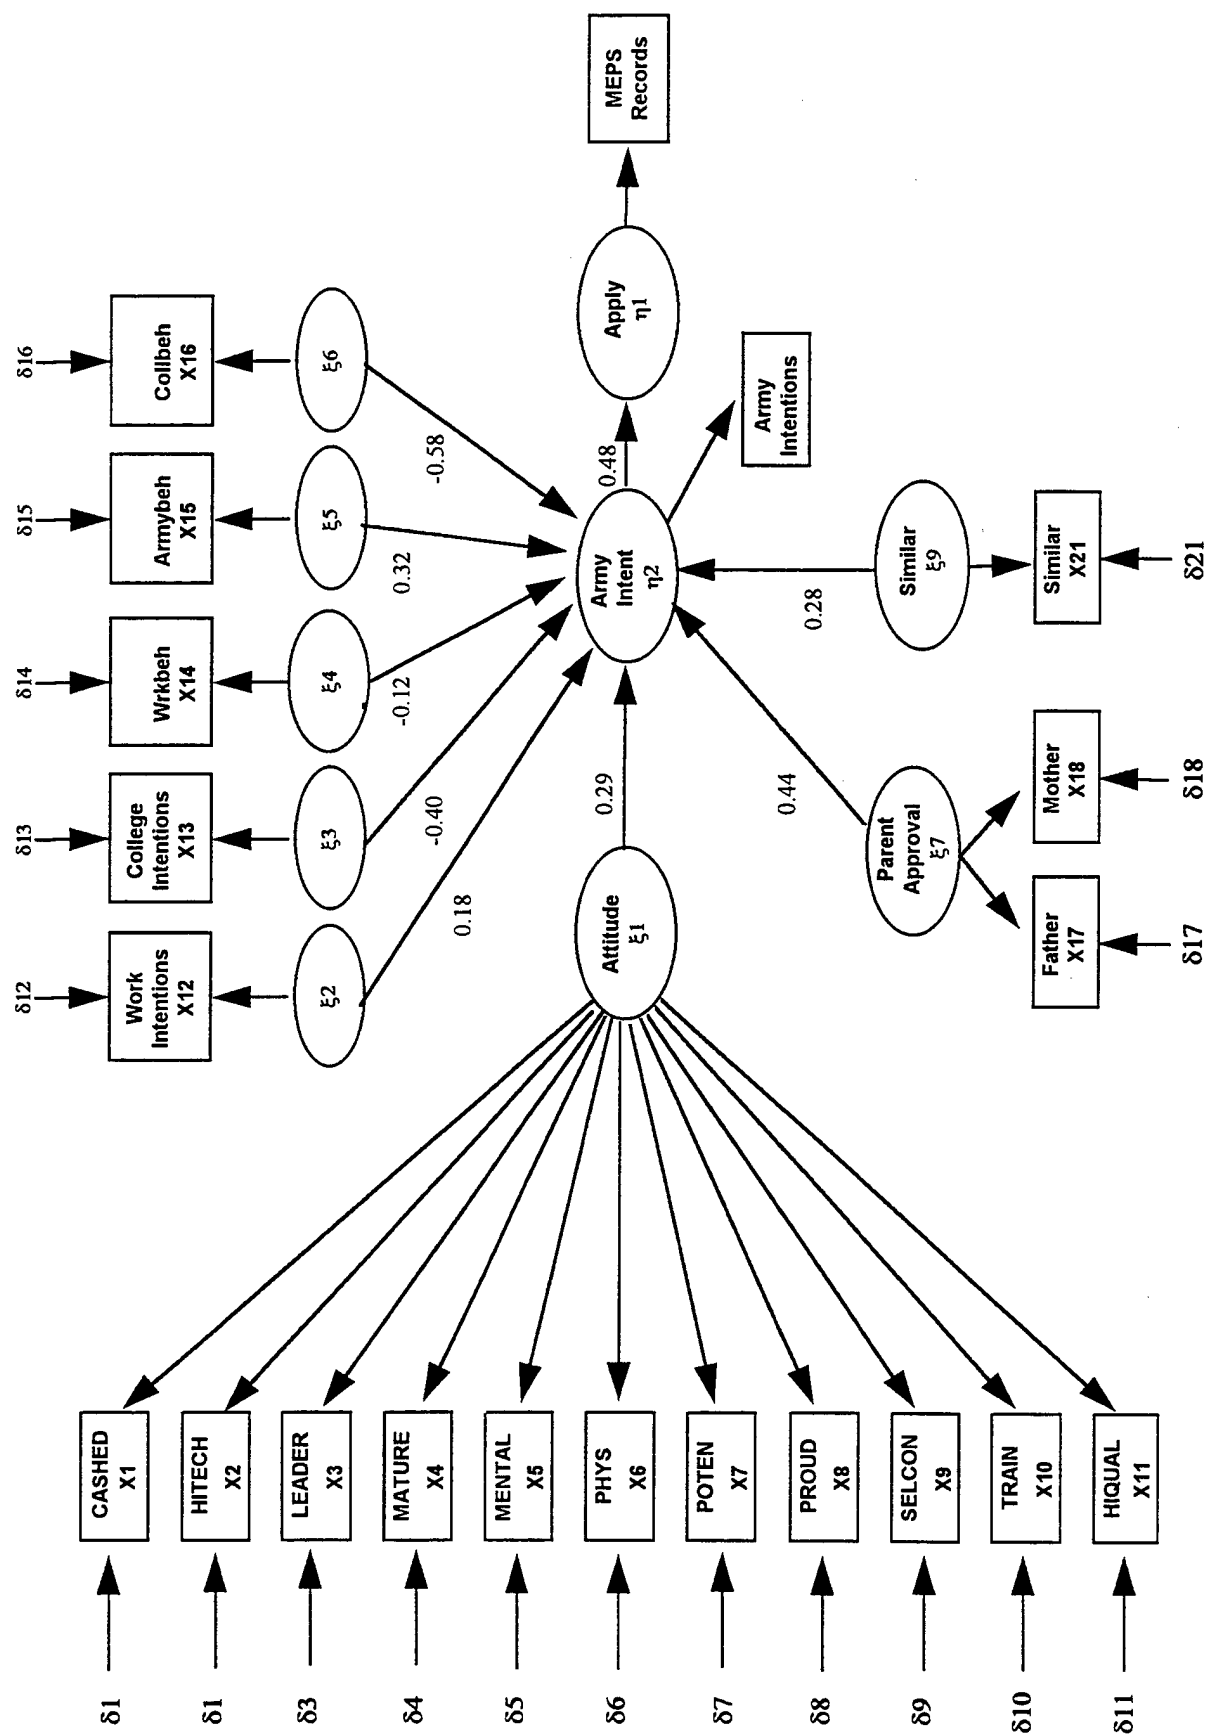 δ12
δ13
δ14
δ15
δ16
Work
Intentions
X12
College
Intentions
X13
Wrkbeh
X14
Armybeh
X15
Collbeh
X16
ξ2
ξ3
ξ4
ξ5
ξ6
0.18
-0.40
-0.12
0.32
-0.58
δ1
CASHED
X1
δ1
HITECH
X2
δ3
LEADER
X3
δ4
MATURE
X4
δ5
MENTAL
X5
δ6
PHYS
X6
δ7
POTEN
X7
δ8
PROUD
X8
δ9
SELCON
X9
δ10
TRAIN
X10
δ11
HIQUAL
X11
Attitude
ξ1
0.29
Army
Intent
η2
0.48
Apply
η1
MEPS
Records
Army
Intentions
0.44
0.28
Parent
Approval
ξ7
Similar
ξ9
Father
X17
Mother
X18
Similar
X21
δ17
δ18
δ21